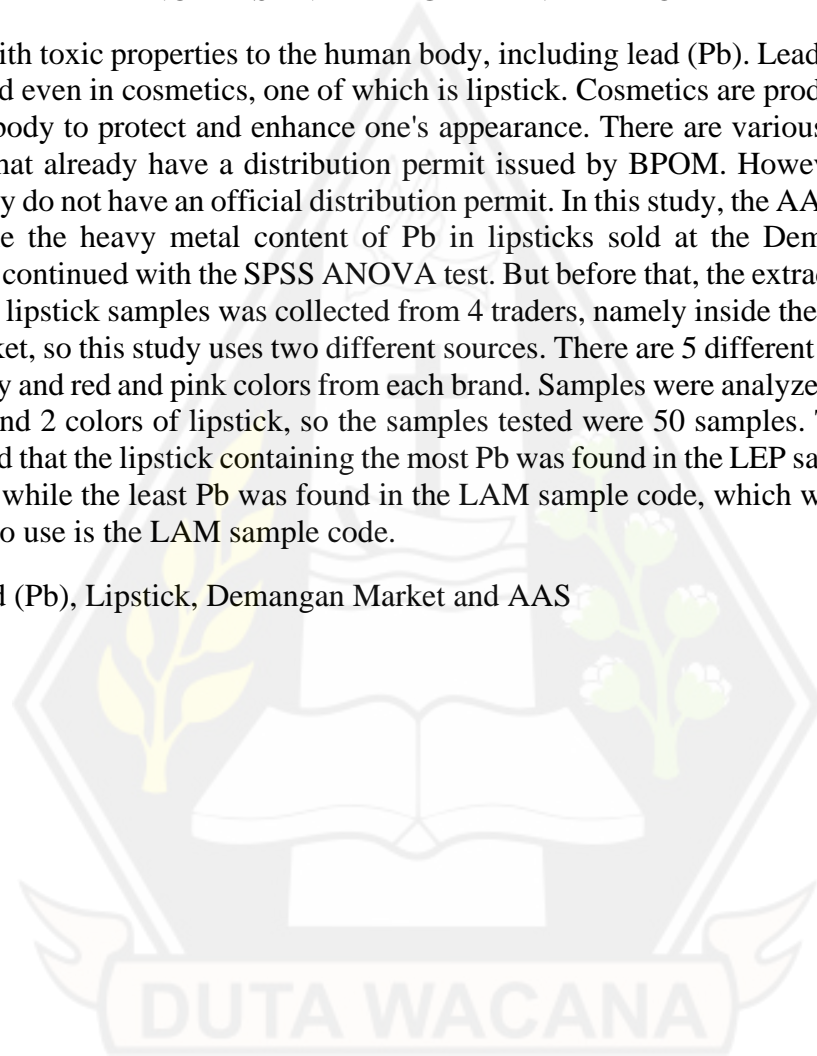 ith toxic properties to the human body, including lead (Pb). Lead
d even in cosmetics, one of which is lipstick. Cosmetics are prod
body to protect and enhance one's appearance. There are various
hat already have a distribution permit issued by BPOM. Howev
y do not have an official distribution permit. In this study, the AA
e the heavy metal content of Pb in lipsticks sold at the Dem
continued with the SPSS ANOVA test. But before that, the extrac
lipstick samples was collected from 4 traders, namely inside the
ket, so this study uses two different sources. There are 5 different
y and red and pink colors from each brand. Samples were analyze
nd 2 colors of lipstick, so the samples tested were 50 samples.
d that the lipstick containing the most Pb was found in the LEP sa
while the least Pb was found in the LAM sample code, which w
o use is the LAM sample code.
d (Pb), Lipstick, Demangan Market and AAS
DUTA WACANA